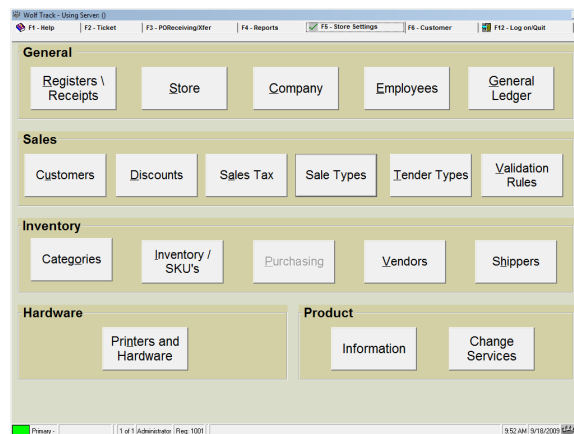 Wolf Track - Using Server: ()
F1 - Help F2 - Ticket F3 - POReceiving/Xfer F4 - Reports F5 - Store Settings F6 - Customer F12 - Log on/Quit
General
Registers \
Receipts
Store
Company
Employees
General
Ledger
Sales
Customers
Discounts
Sales Tax
Sale Types
Tender Types
Validation
Rules
Inventory
Categories
Inventory /
SKU's
Purchasing
Vendors
Shippers
Hardware
Printers and
Hardware
Product
Information
Change
Services
Primary - 1 of 1 Administrator Reg: 1001 9:52 AM 9/18/2009